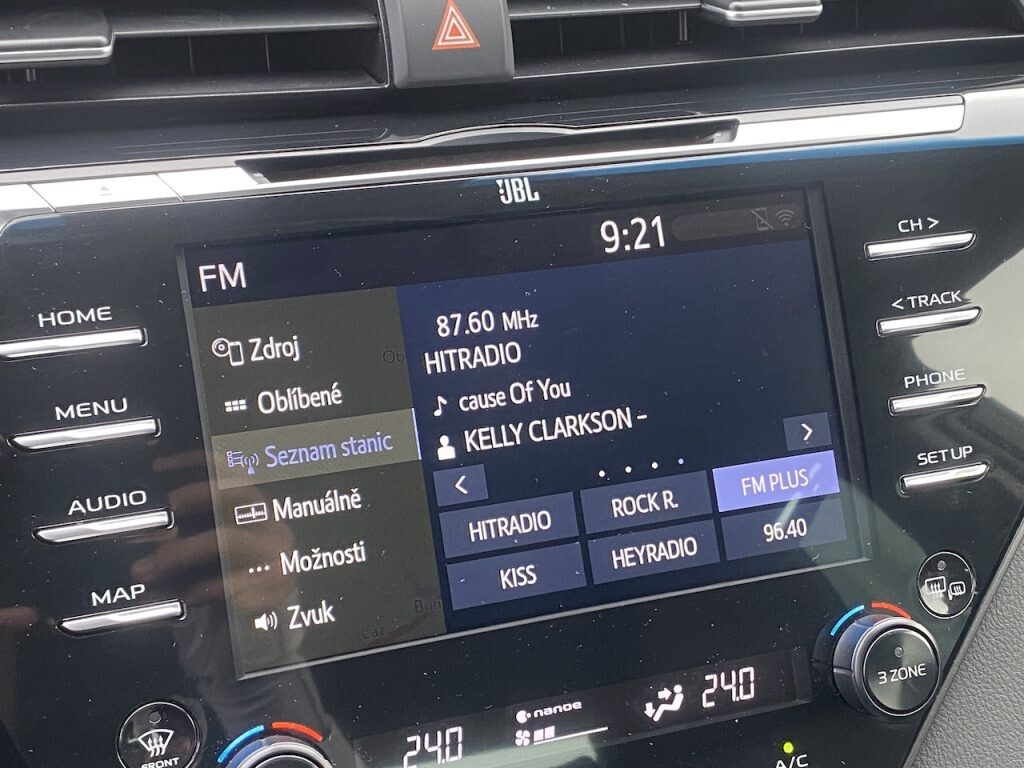 JBL
9:21
FM
87.60 MHz
HITRADIO
cause Of You
KELLY CLARKSON -
Zdroj
Oblíbené
Seznam stanic
Manuálně
Možnosti
Zvuk
HITRADIO
ROCK R.
FM PLUS
KISS
HEYRADIO
96.40
HOME
MENU
AUDIO
MAP
CH >
< TRACK
PHONE
SETUP
3 ZONE
FRONT
24.0
nanoe
24.0
A/C